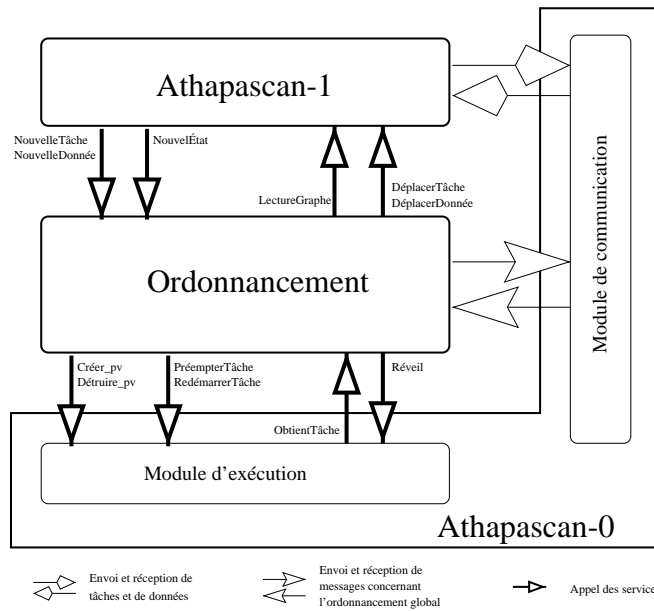 Athapascan-1
NouvelleTâche
NouvelleDonnée
NouvelÉtat
LectureGraphe
DéplacerTâche
DéplacerDonnée
Module de communication
Ordonnancement
Créer_pv
Détruire_pv
PréempterTâche
RedémarrerTâche
Réveil
ObtientTâche
Module d'exécution
Athapascan-0
Envoi et réception de
tâches et de données
Envoi et réception de
messages concernant
l'ordonnancement global
Appel des service